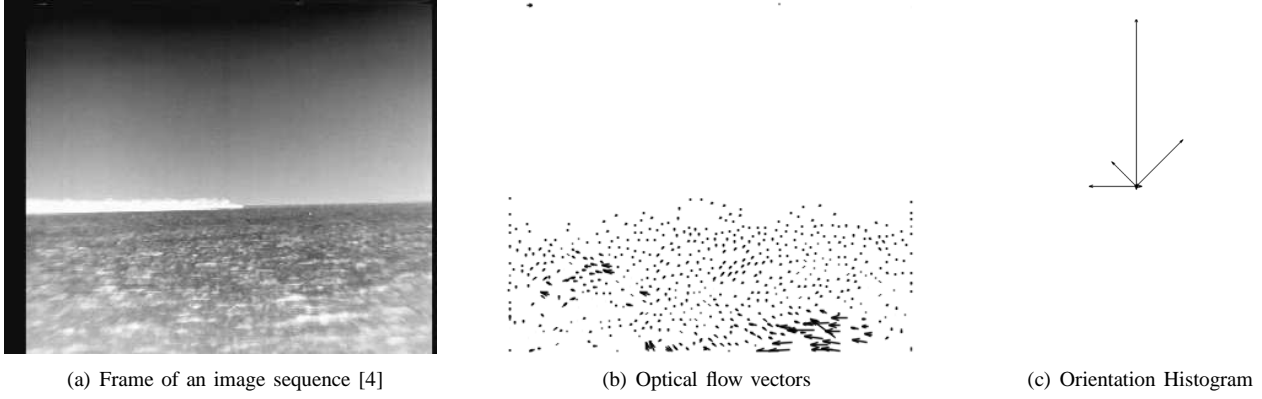 (a) Frame of an image sequence [4]
(b) Optical flow vectors
(c) Orientation Histogram